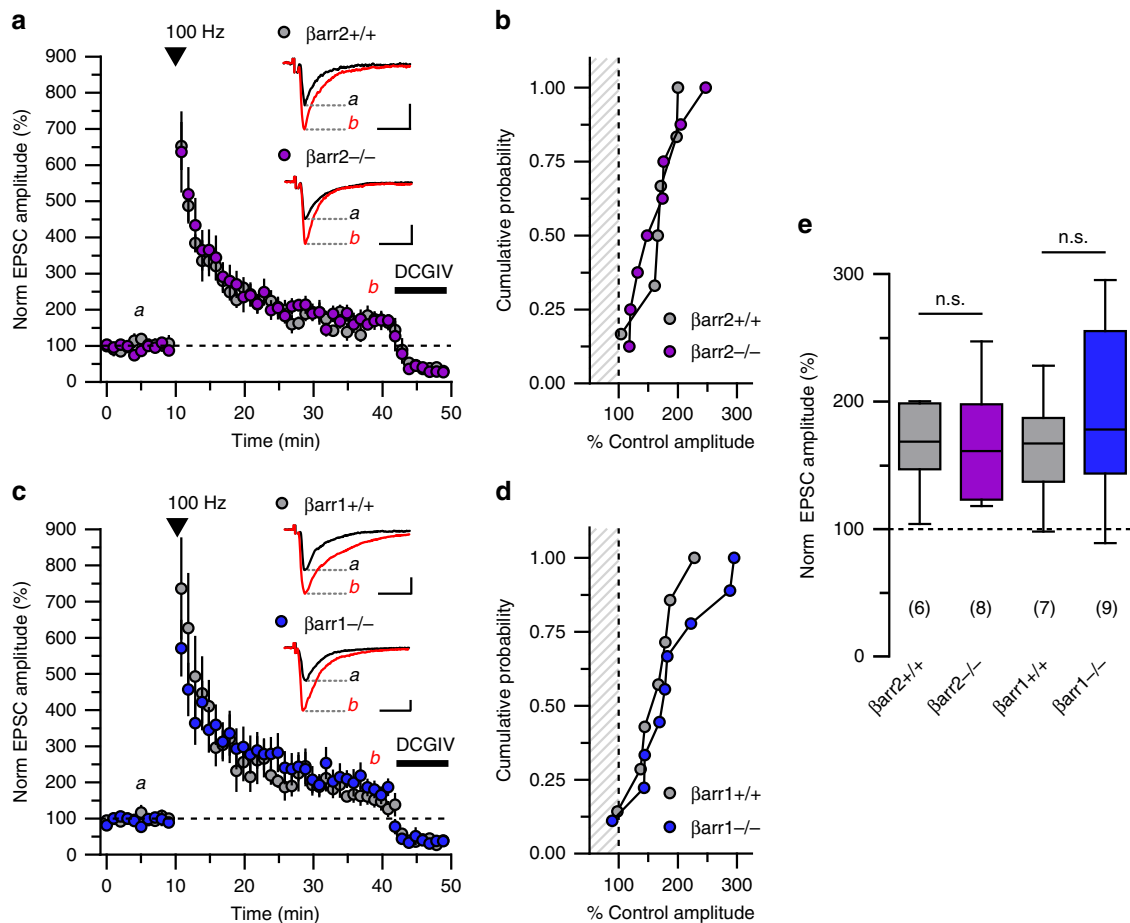 a
100 Hz
βarr2+/+
900
800
700
600
500
400
300
200
100
0
Norm EPSC amplitude (%)
a
b
βarr2–/–
a
b
a
b
DCGIV
0
10
20
30
40
50
Time (min)
b
1.00
0.75
0.50
0.25
0.00
Cumulative probability
βarr2+/+
βarr2–/–
100
200
300
% Control amplitude
c
100 Hz
βarr1+/+
900
800
700
600
500
400
300
200
100
0
Norm EPSC amplitude (%)
a
b
βarr1–/–
a
b
a
b
DCGIV
0
10
20
30
40
50
Time (min)
d
1.00
0.75
0.50
0.25
0.00
Cumulative probability
βarr1+/+
βarr1–/–
100
200
300
% Control amplitude
e
n.s.
n.s.
300
200
100
0
Norm EPSC amplitude (%)
(6)
(8)
(7)
(9)
βarr2+/+
βarr2–/–
βarr1+/+
βarr1–/–